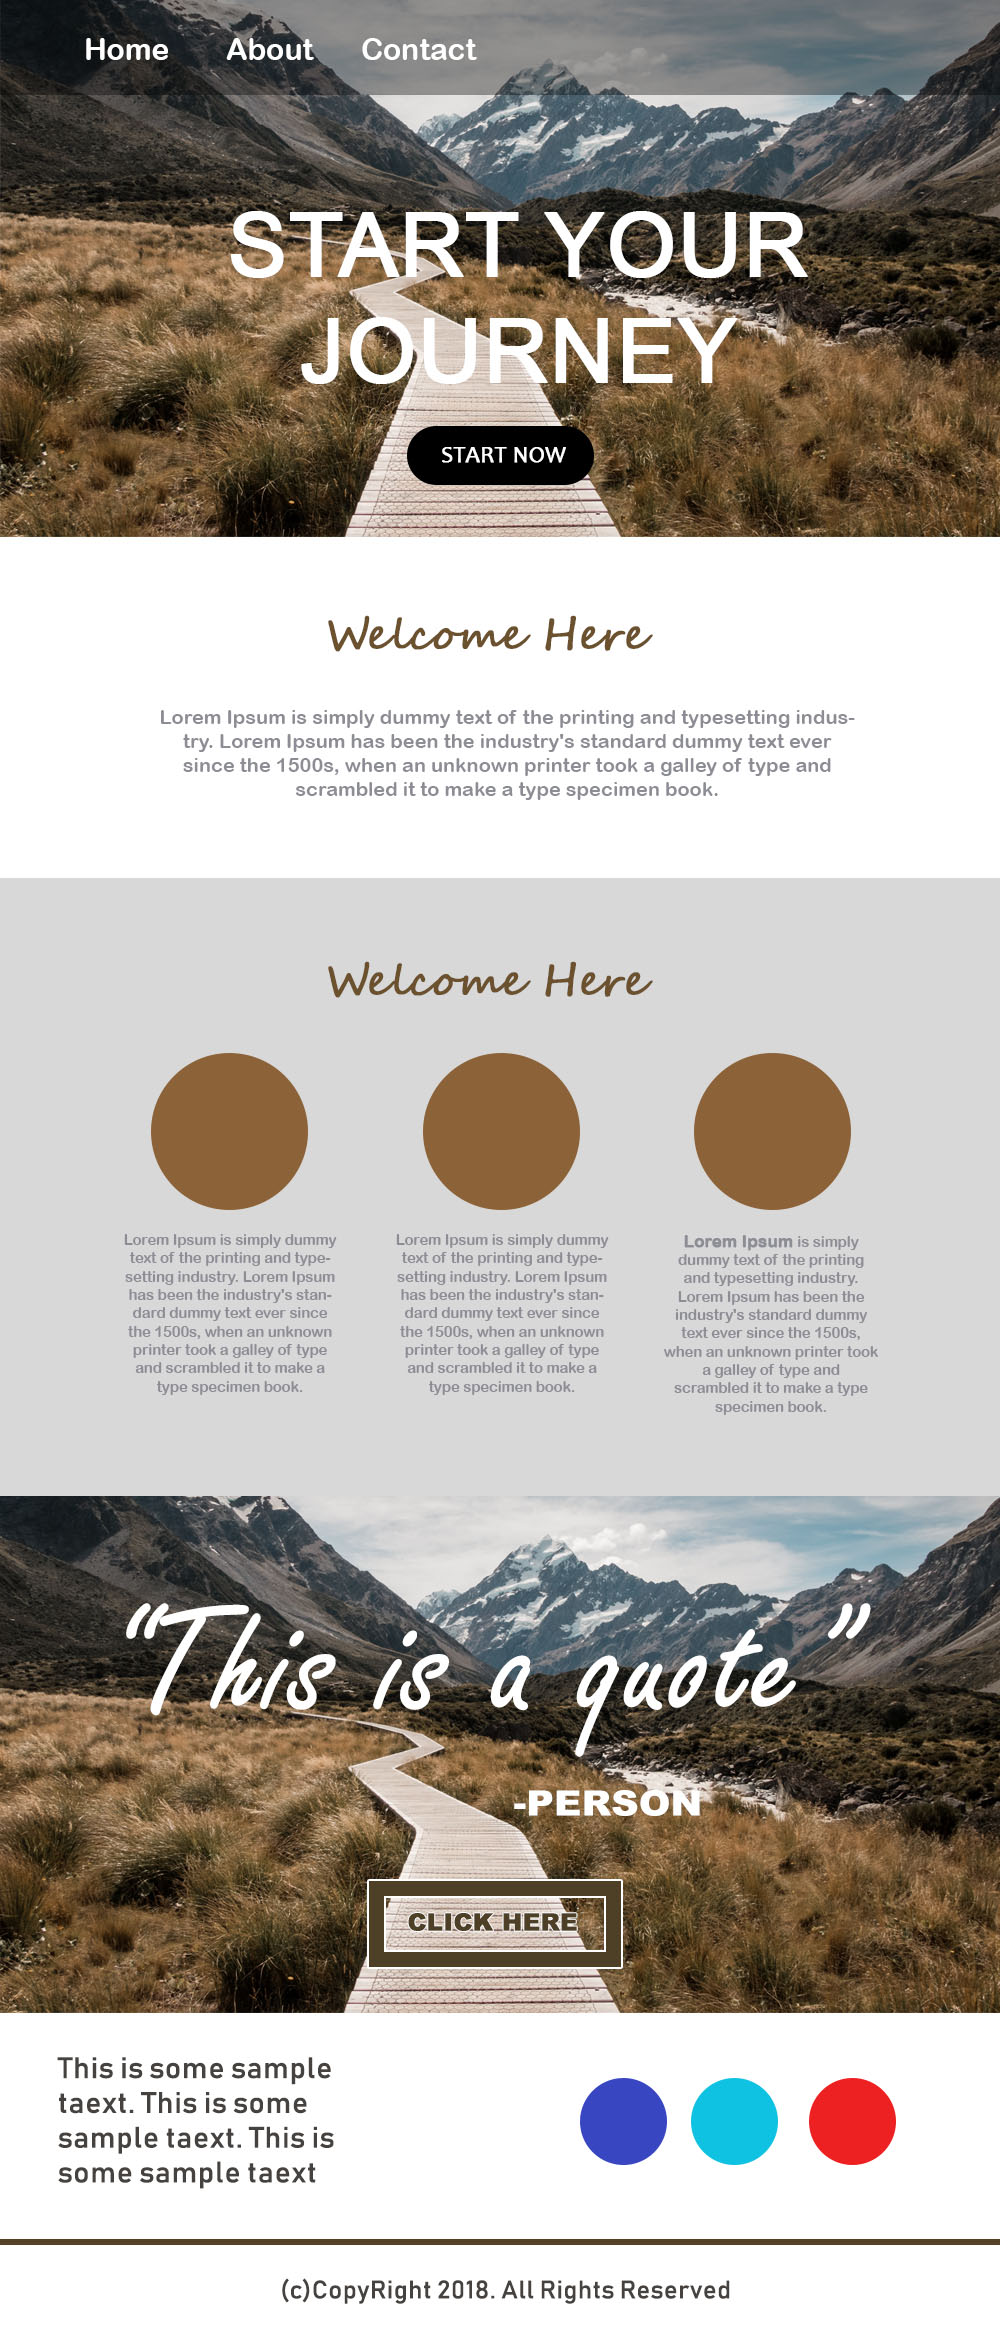 Home About Contact
START YOUR
JOURNEY
START NOW
Welcome Here
Lorem Ipsum is simply dummy text of the printing and typesetting indus-
try. Lorem Ipsum has been the industry's standard dummy text ever
since the 1500s, when an unknown printer took a galley of type and
scrambled it to make a type specimen book.
Welcome Here
Lorem Ipsum is simply dummy
text of the printing and type-
setting industry. Lorem Ipsum
has been the industry's stan-
dard dummy text ever since
the 1500s, when an unknown
printer took a galley of type
and scrambled it to make a
type specimen book.
Lorem Ipsum is simply dummy
text of the printing and type-
setting industry. Lorem Ipsum
has been the industry's stan-
dard dummy text ever since
the 1500s, when an unknown
printer took a galley of type
and scrambled it to make a
type specimen book.
Lorem Ipsum is simply
dummy text of the printing
and typesetting industry.
Lorem Ipsum has been the
industry's standard dummy
text ever since the 1500s,
when an unknown printer took
a galley of type and
scrambled it to make a type
specimen book.
“This is a quote”
-PERSON
CLICK HERE
This is some sample
taext. This is some
sample taext. This is
some sample taext
(c)CopyRight 2018. All Rights Reserved